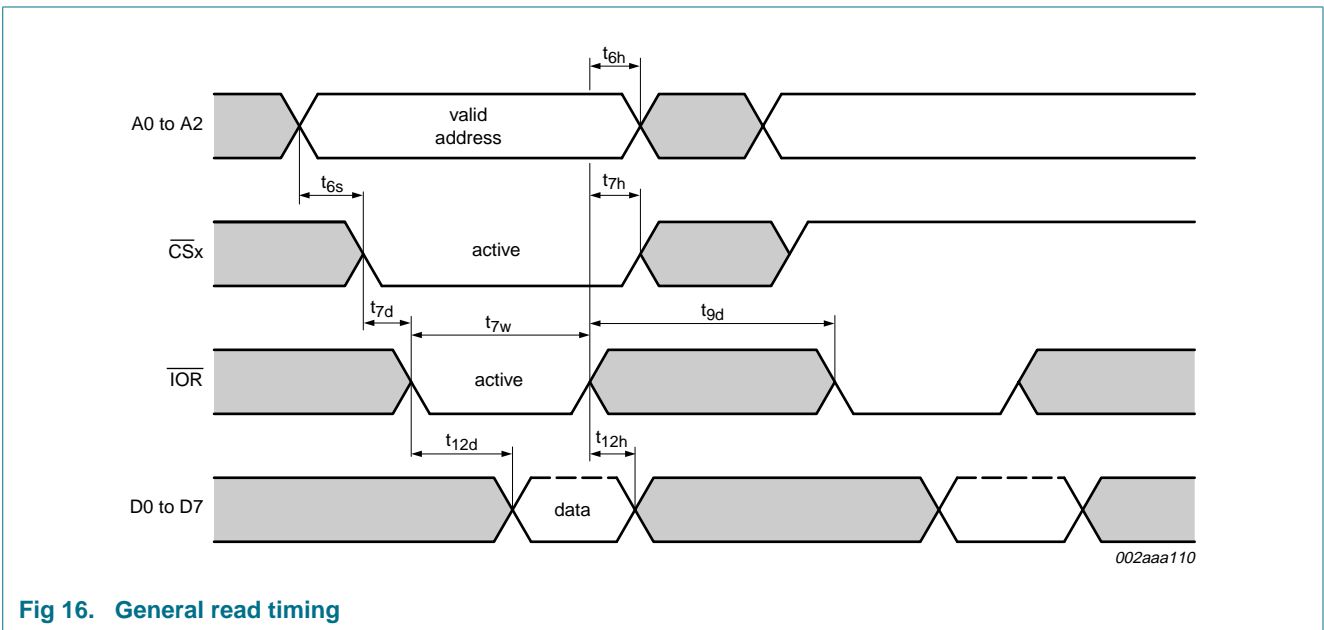 t6h
A0 to A2
valid
address
t6s
t7h
CSx
active
t7d
t7w
t9d
IOR
active
t12d
t12h
D0 to D7
data
002aaa110
Fig 16. General read timing